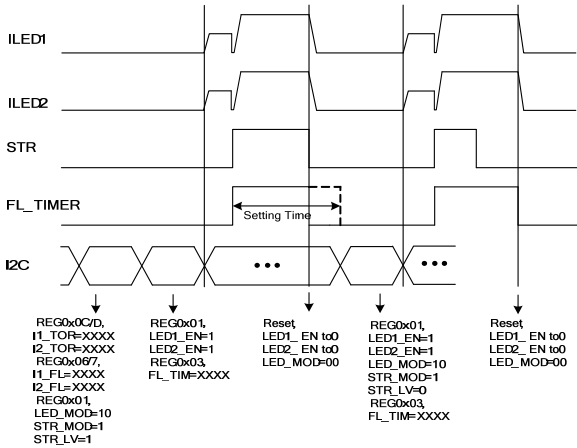 ILED1
ILED2
STR
FL_TIMER
Setting Time
I2C
•••
•••
REG0x0C/D,
I1_TOR=XXXX
I2_TOR=XXXX
REG0x06/7,
I1_FL=XXXX
I2_FL=XXXX
REG0x01,
LED_MOD=10
STR_MOD=1
STR_LV=1
REG0x01,
LED1_EN=1
LED2_EN=1
REG0x03,
FL_TIM=XXXX
Reset,
LED1_ EN to0
LED2_ EN to0
LED_MOD=00
REG0x01,
LED1_EN=1
LED2_EN=1
LED_MOD=10
STR_MOD=1
STR_LV=0
REG0x03,
FL_TIM=XXXX
Reset,
LED1_ EN to0
LED2_ EN to0
LED_MOD=00